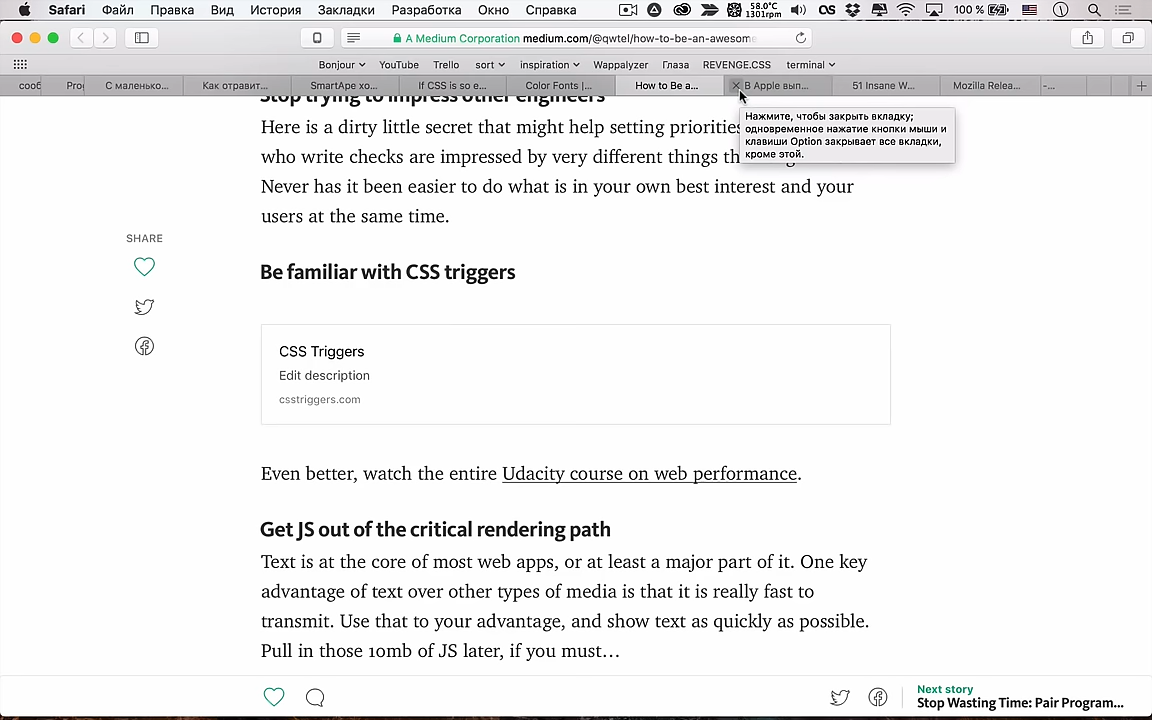 Safari Файл Правка Вид История Закладки Разработка Окно Справка 58.0°C 1301rpm 100 %
A Medium Corporation medium.com/@qwtel/how-to-be-an-awesome
Bonjour YouTube Trello sort inspiration Wappalyzer Глаза REVENGE.CSS terminal
сооб Pro С маленько... Как отравит... SmartApe хо... If CSS is so e... Color Fonts |... How to Be a... В Apple вып... 51 Insane W... Mozilla Relea... -...
Stop trying to impress other engineers
Нажмите, чтобы закрыть вкладку;
одновременное нажатие кнопки мыши и
клавиши Option закрывает все вкладки,
кроме этой.
Here is a dirty little secret that might help setting priorities
who write checks are impressed by very different things
Never has it been easier to do what is in your own best interest and your
users at the same time.
SHARE
Be familiar with CSS triggers
CSS Triggers
Edit description
csstriggers.com
Even better, watch the entire Udacity course on web performance.
Get JS out of the critical rendering path
Text is at the core of most web apps, or at least a major part of it. One key
advantage of text over other types of media is that it is really fast to
transmit. Use that to your advantage, and show text as quickly as possible.
Pull in those 10mb of JS later, if you must…
Next story
Stop Wasting Time: Pair Program...